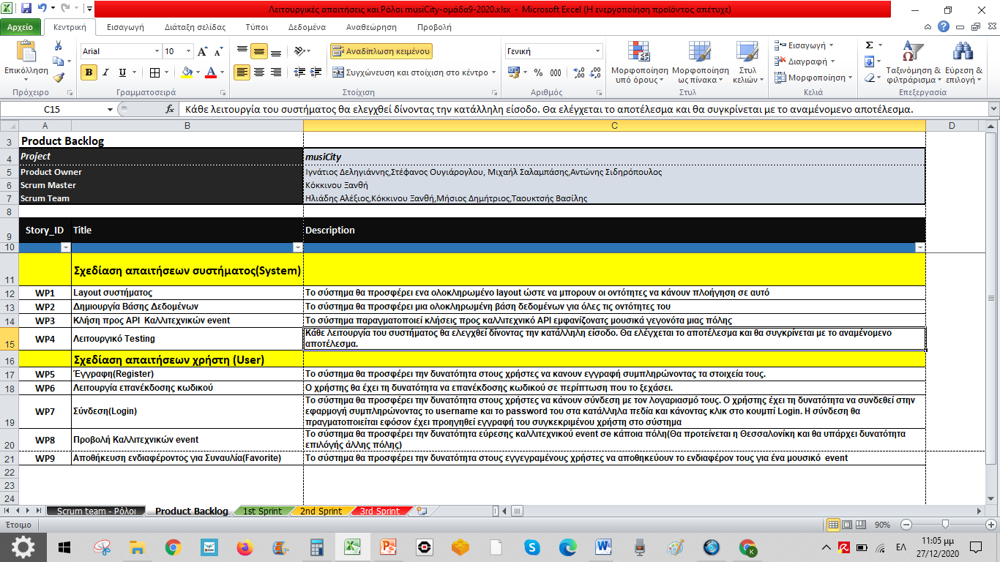 Λειτουργικές απαιτήσεις και Ρόλοι musiCity-ομάδα9-2020.xlsx - Microsoft Excel (Η ενεργοποίηση προϊόντος απέτυχε)
Αρχείο Κεντρική Εισαγωγή Διάταξη σελίδας Τύποι Δεδομένα Αναθεώρηση Προβολή
Επικόλληση
Arial 10
Αναδίπλωση κειμένου
Γενική
Μορφοποίηση υπό όρους
Μορφοποίηση ως πίνακα
Στυλ κελιών
Εισαγωγή
Διαγραφή
Μορφοποίηση
Ταξινόμηση & φιλτράρισμα
Εύρεση & επιλογή
B I U
Συγχώνευση και στοίχιση στο κέντρο
% 000
Πρόχειρο Γραμματοσειρά Στοίχιση Αριθμός Στυλ Κελιά Επεξεργασία
C15 fx Κάθε λειτουργία του συστήματος θα ελεγχθεί δίνοντας την κατάλληλη είσοδο. Θα ελέγχεται το αποτέλεσμα και θα συγκρίνεται με το αναμένομενο αποτέλεσμα.
A B C D
3 Product Backlog
4 Project musiCity
5 Product Owner Ιγνάτιος Δεληγιάννης,Στέφανος Ουγιάρογλου, Μιχαήλ Σαλαμπάσης,Αντώνης Σιδηρόπουλος
6 Scrum Master Κόκκινου Ξανθή
7 Scrum Team Ηλιάδης Αλέξιος,Κόκκινου Ξανθή,Μήσιος Δημήτριος,Ταουκτσής Βασίλης
8
9 Story_ID Title Description
10
11 Σχεδίαση απαιτήσεων συστήματος(System)
12 WP1 Layout συστήματος Το σύστημα θα προσφέρει ενα ολοκληρωμένο layout ώστε να μπορουν οι οντότητες να κάνουν πλοήγηση σε αυτό
13 WP2 Δημιουργία Βάσης Δεδομένων Το σύστημα θα προσφέρει μια ολοκληρωμένη βάση δεδομένων για όλες τις οντότητες του
14 WP3 Κλήση προς API Καλλιτεχνικών event Το σύστημα παραγματοποιεί κλήσεις προς καλλιτεχνικό API εμφανίζονατς μουσικά γεγονότα μιας πόλης
15 WP4 Λειτουργικό Testing Κάθε λειτουργία του συστήματος θα ελεγχθεί δίνοντας την κατάλληλη είσοδο. Θα ελέγχεται το αποτέλεσμα και θα συγκρίνεται με το αναμένομενο
αποτέλεσμα.
16 Σχεδίαση απαιτήσεων χρήστη (User)
17 WP5 Έγγραφη(Register) Το σύστημα θα προσφέρει την δυνατότητα στους χρήστες να κανουν εγγραφή συμπληρώνοντας τα στοιχεία τους.
18 WP6 Λειτουργία επανέκδοσης κωδικού Ο χρήστης θα έχει τη δυνατότητα να επανέκδοσης κωδικού σε περίπτωση που το ξεχάσει.
19 WP7 Σύνδεση(Login) Το σύστημα θα προσφέρει την δυνατότητα στους χρήστες να κάνουν σύνδεση με τον λογαριασμό τους. Ο χρήστης έχει τη δυνατότητα να συνδεθεί στην
εφαρμογή συμπληρώνοντας το username και το password του στα κατάλληλα πεδία και κάνοντας κλικ στο κουμπί Login. Η σύνδεση θα
πραγματοποιείται εφόσον έχει προηγηθεί εγγραφή του συγκεκριμένου χρήστη στο σύστημα
20 WP8 Προβολή Καλλιτεχνικών event Το σύστημα θα προσφέρει την δυνατότητα εύρεσης καλλιτεχνικού event σε κάποια πόλη(Θα προτείνεται η Θεσσαλονίκη και θα υπάρχει δυνατότητα
επιλόγής άλλης πόλης)
21 WP9 Αποθήκευση ενδιαφέροντος για Συναυλία(Favorite) Το σύστημα θα προσφέρει την δυνατότητα στους εγγεγραμένους χρήστες να αποθηκεύουν το ενδιαφέρον τους για ένα μουσικό event
22
23
24
Scrum team - Ρόλοι Product Backlog 1st Sprint 2nd Sprint 3rd Sprint
Έτοιμο 90%
ΕΛ 11:05 μμ
27/12/2020